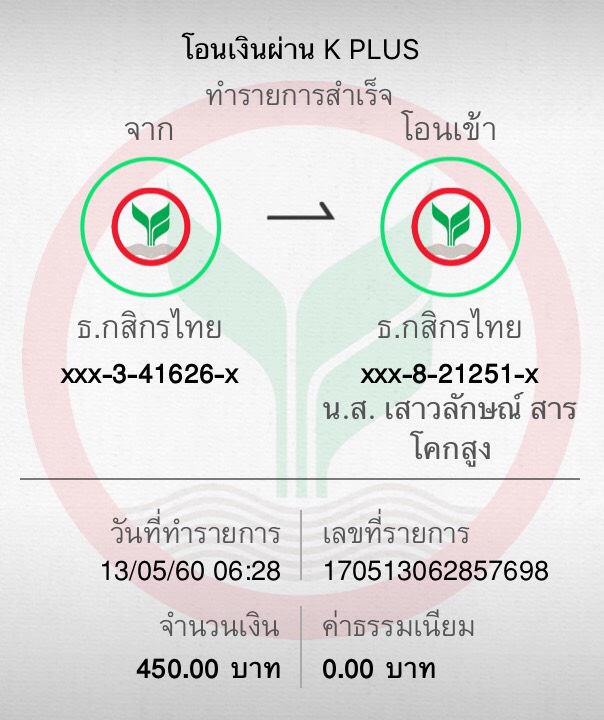 โอนเงินผ่าน K PLUS
ทำรายการสำเร็จ
จาก
โอนเข้า
ธ.กสิกรไทย
ธ.กสิกรไทย
xxx-3-41626-x
xxx-8-21251-x
น.ส. เสาวลักษณ์ สาร
โคกสูง
วันที่ทำรายการ
เลขที่รายการ
13/05/60 06:28
170513062857698
จำนวนเงิน
ค่าธรรมเนียม
450.00 บาท
0.00 บาท